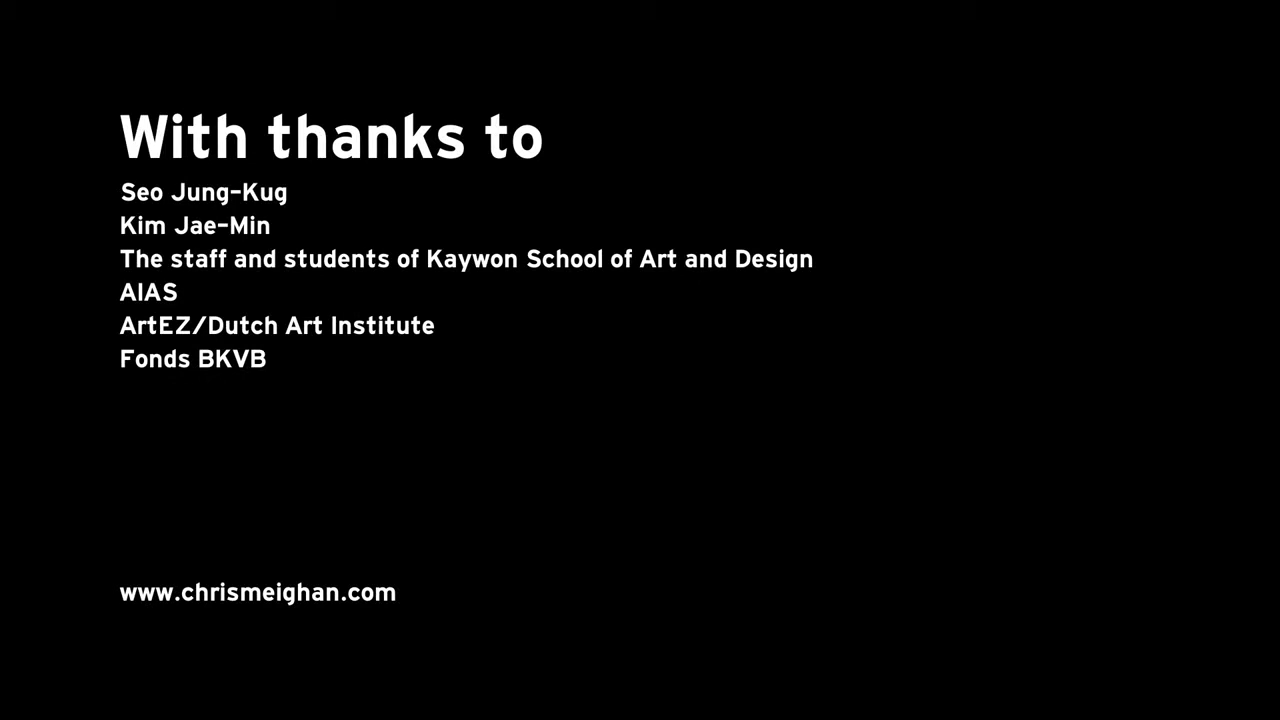 With thanks to
Seo Jung-Kug
Kim Jae-Min
The staff and students of Kaywon School of Art and Design
AIAS
ArtEZ/Dutch Art Institute
Fonds BKVB
www.chrismeighan.com